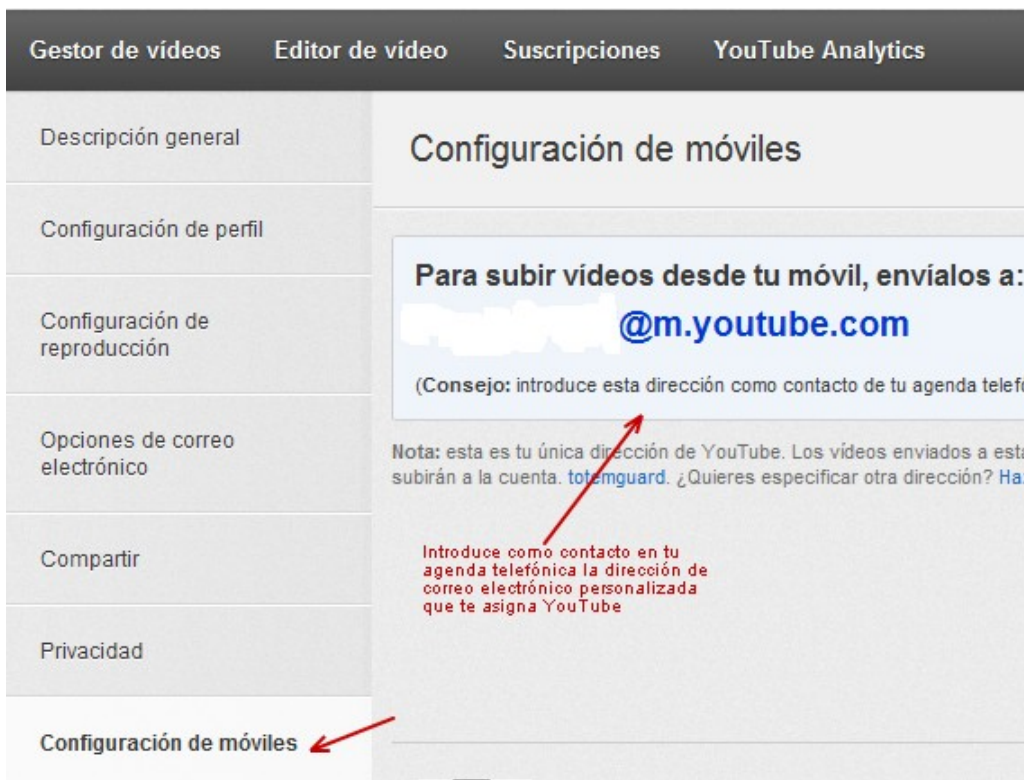 Gestor de vídeos Editor de vídeo Suscripciones YouTube Analytics
Descripción general
Configuración de perfil
Configuración de
reproducción
Opciones de correo
electrónico
Compartir
Privacidad
Configuración de móviles
Configuración de móviles
Para subir vídeos desde tu móvil, envíalos a:
@m.youtube.com
(Consejo: introduce esta dirección como contacto de tu agenda
Nota: esta es tu única dirección de YouTube. Los vídeos enviados a
subirán a la cuenta. totemguard. ¿Quieres especificar otra dirección?
Introduce como contacto en tu
agenda telefónica la dirección de
correo electrónico personalizada
que te asigna YouTube